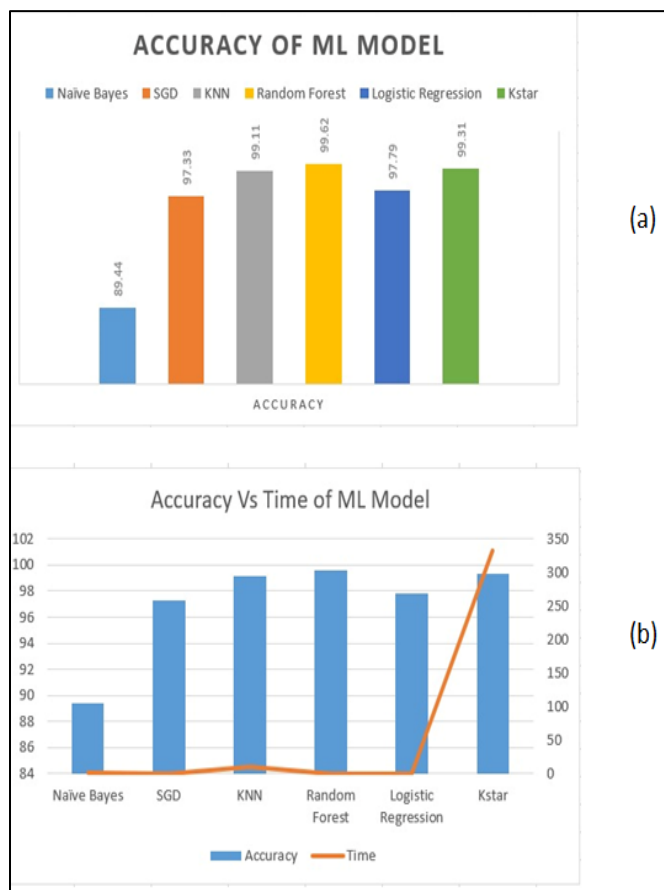 ACCURACY OF ML MODEL
Naïve Bayes SGD KNN Random Forest Logistic Regression Kstar
89.44 97.33 99.11 99.62 97.79 99.31
ACCURACY
(a)
Accuracy Vs Time of ML Model
102 350
100 300
98 250
96
94 200
92 150
90 100
88
86 50
84 0
Naïve Bayes SGD KNN Random Logistic Kstar
Forest Regression
Accuracy Time
(b)